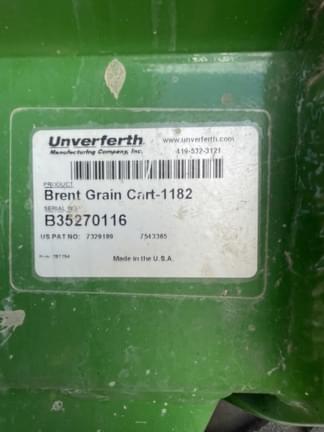 Unverferth
Manufacturing Company, Inc.
www.unverferth.com
419-532-3121
PRODUCT
Brent Grain Cart-1182
SERIAL NO
B35270116
US PAT NO: 7329189 7543365
Made in the U.S.A.